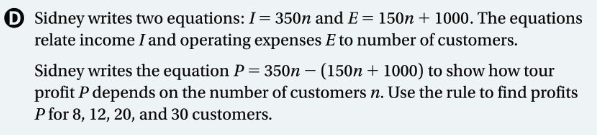 D Sidney writes two equations: I = 350n and E = 150n + 1000. The equations
relate income I and operating expenses E to number of customers.
Sidney writes the equation P = 350n − (150n + 1000) to show how tour
profit P depends on the number of customers n. Use the rule to find profits
P for 8, 12, 20, and 30 customers.